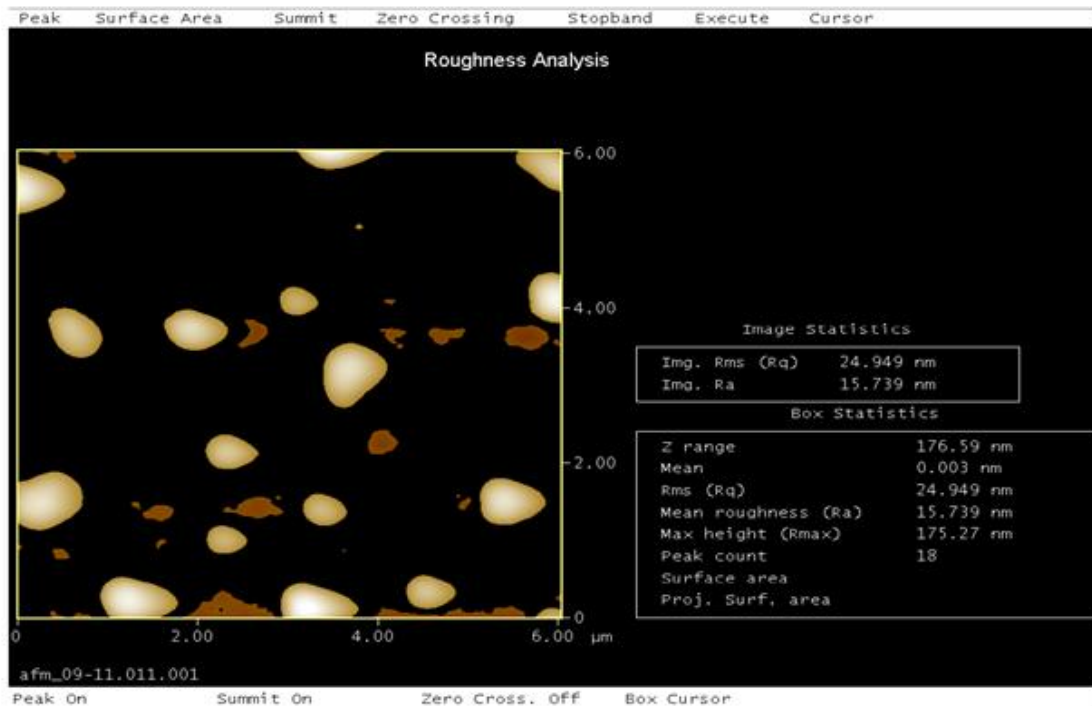 Peak Surface Area Summit Zero Crossing Stopband Execute Cursor
Roughness Analysis
6.00
4.00
2.00
0
0 2.00 4.00 6.00 µm
Image Statistics
Img. Rms (Rq) 24.949 nm
Img. Ra 15.739 nm
Box Statistics
Z range 176.59 nm
Mean 0.003 nm
Rms (Rq) 24.949 nm
Mean roughness (Ra) 15.739 nm
Max height (Rmax) 175.27 nm
Peak count 18
Surface area
Proj. Surf. area
afm_09-11.011.001
Peak On Summit On Zero Cross. Off Box Cursor